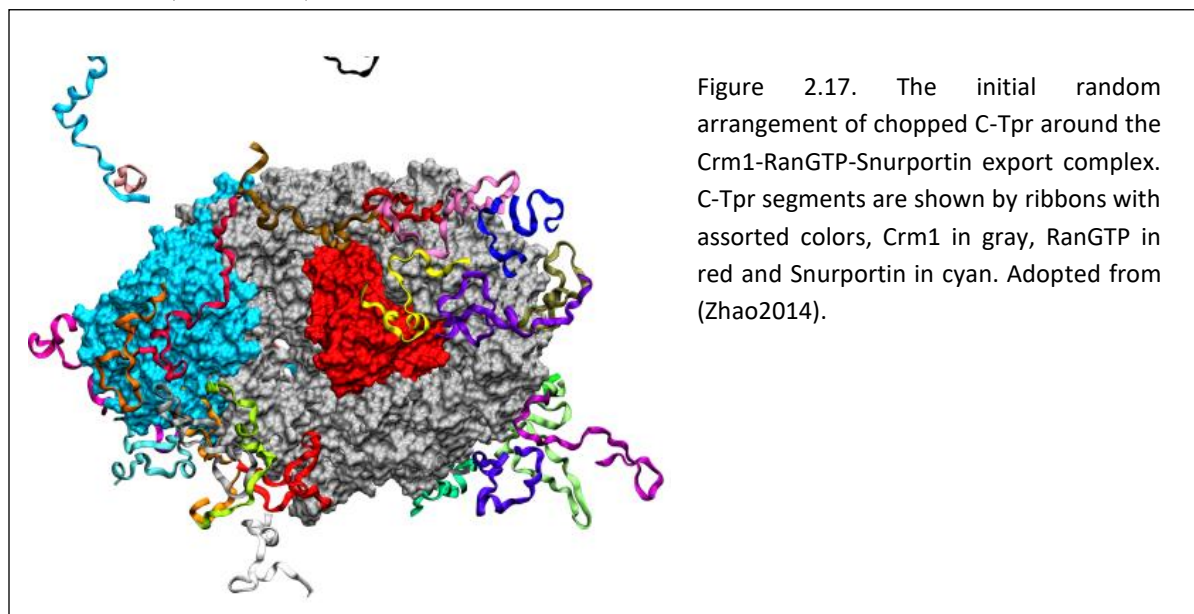 Figure 2.17. The initial random
arrangement of chopped C-Tpr around the
Crm1-RanGTP-Snurportin export complex.
C-Tpr segments are shown by ribbons with
assorted colors, Crm1 in gray, RanGTP in
red and Snurportin in cyan. Adopted from
(Zhao2014).